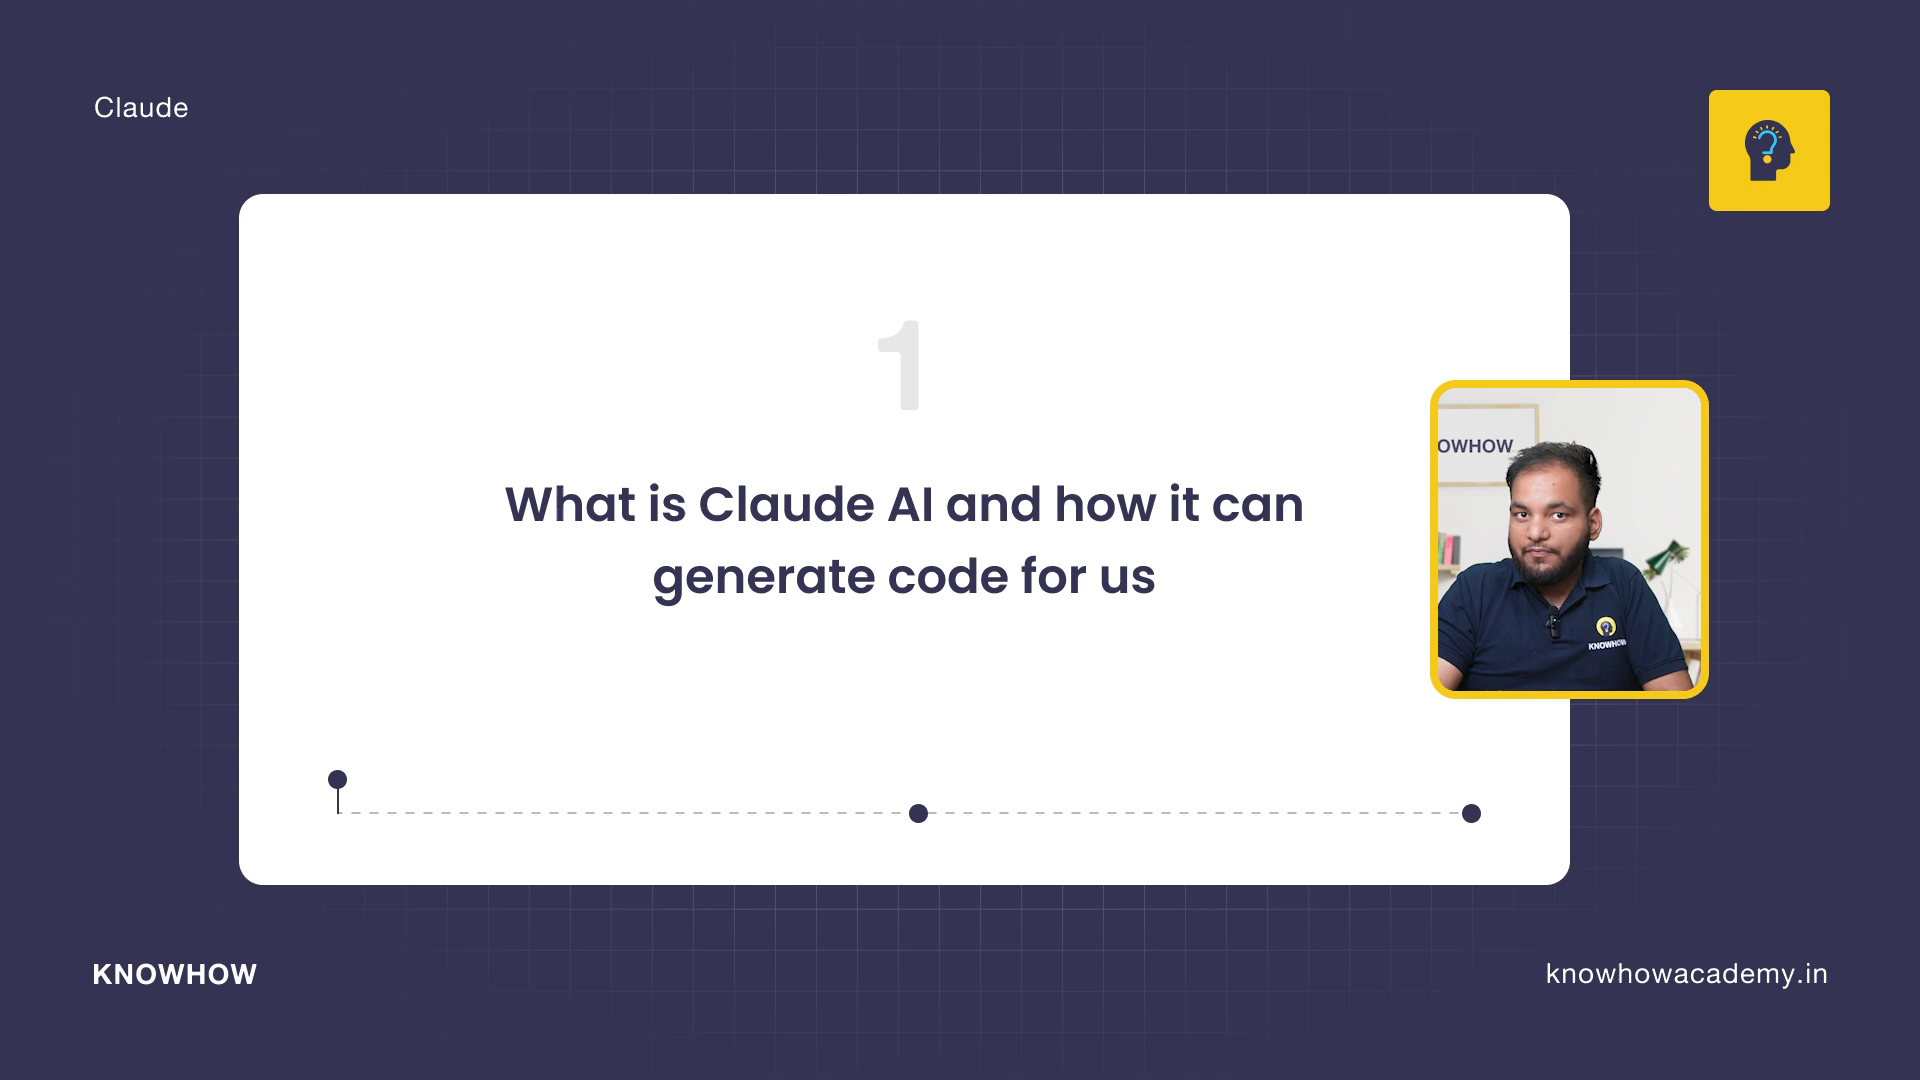 Claude
1
What is Claude AI and how it can
generate code for us
OWHOW
KNOWHOW
KNOWHOW
knowhowacademy.in